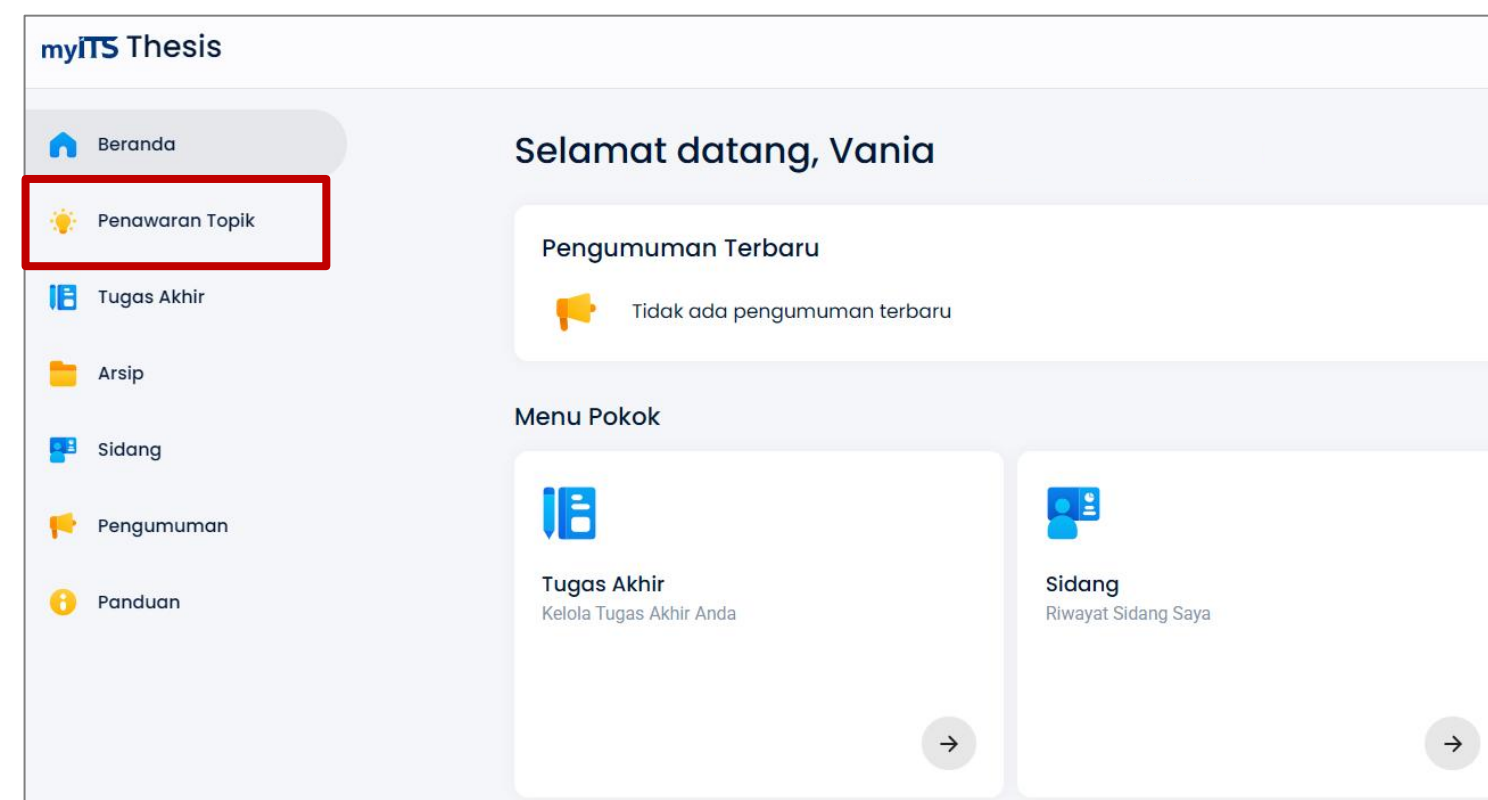 myITS Thesis
Beranda
Penawaran Topik
Tugas Akhir
Arsip
Sidang
Pengumuman
Panduan
Selamat datang, Vania
Pengumuman Terbaru
Tidak ada pengumuman terbaru
Menu Pokok
Tugas Akhir
Kelola Tugas Akhir Anda
Sidang
Riwayat Sidang Saya